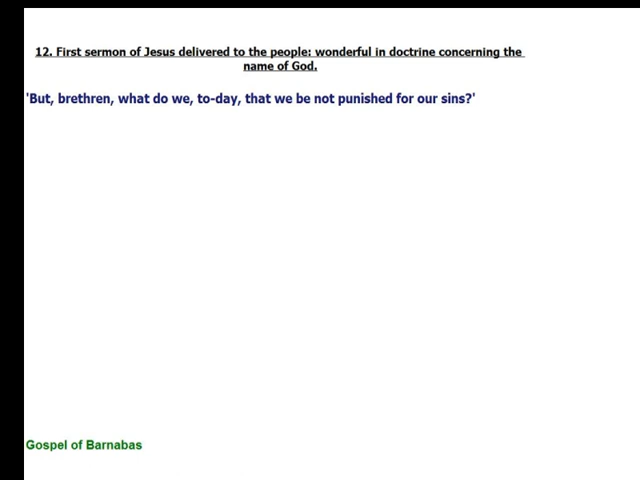 12. First sermon of Jesus delivered to the people: wonderful in doctrine concerning the
name of God.
'But, brethren, what do we, to-day, that we be not punished for our sins?'
Gospel of Barnabas